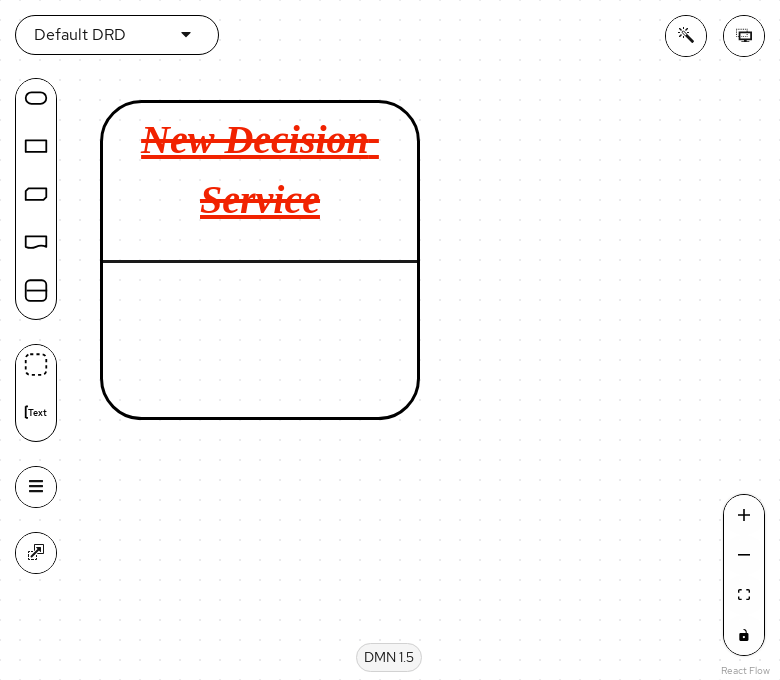 Default DRD
New Decision
Service
Text
DMN 1.5
React Flow